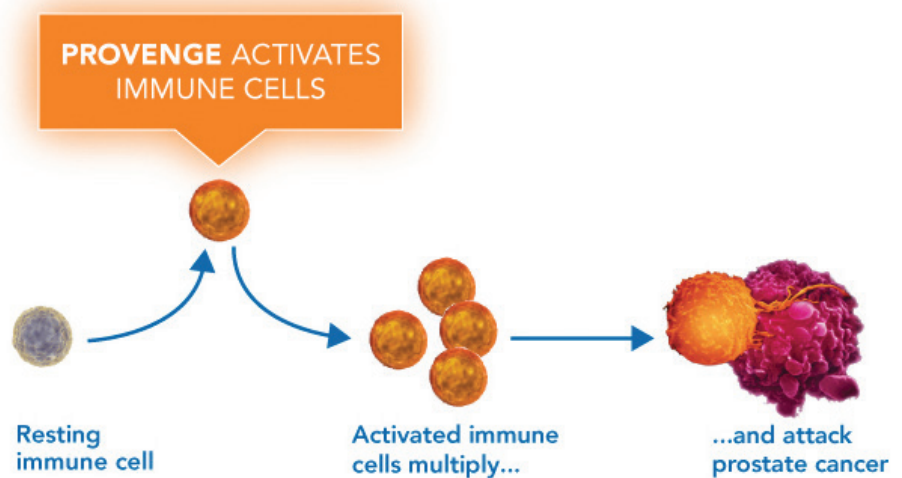 PROVENGE ACTIVATES
IMMUNE CELLS
Resting
immune cell
Activated immune
cells multiply...
...and attack
prostate cancer